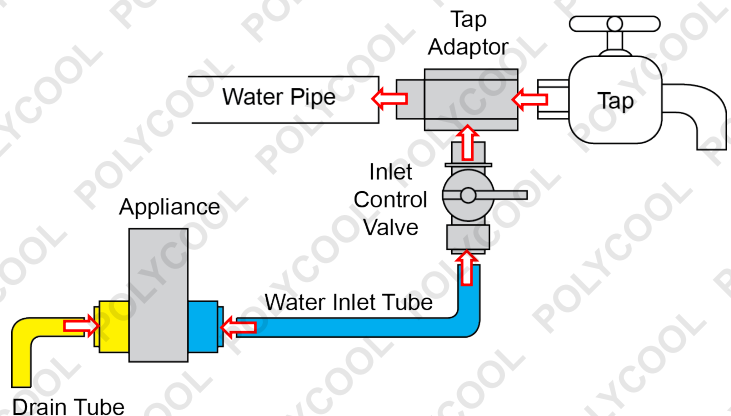 Tap
Adaptor
Water Pipe
Tap
Inlet
Control
Valve
Appliance
Water Inlet Tube
Drain Tube
POLYCOOL